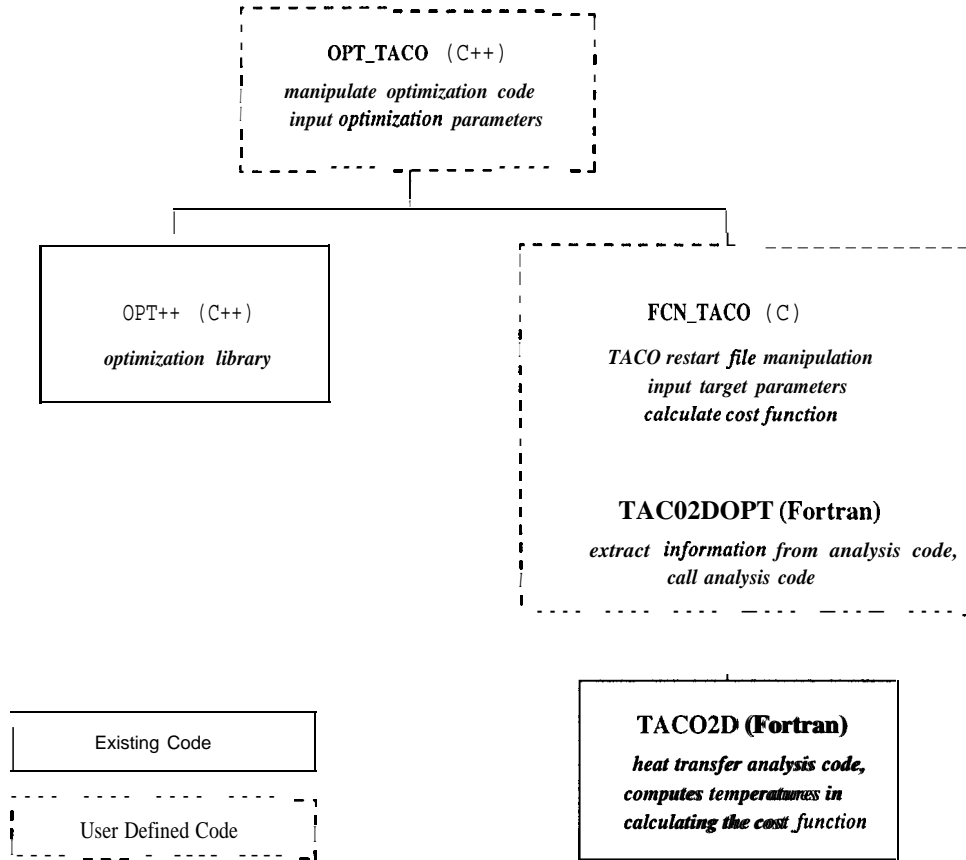 OPT_TACO (C++)
manipulate optimization code
input optimization parameters
OPT++ (C++)
optimization library
FCN_TACO (C)
TACO restart file manipulation
input target parameters
calculate cost function
TAC02DOPT (Fortran)
extract information from analysis code,
call analysis code
TACO2D (Fortran)
heat transfer analysis code,
computes temperatures in
calculating the cost function
Existing Code
User Defined Code